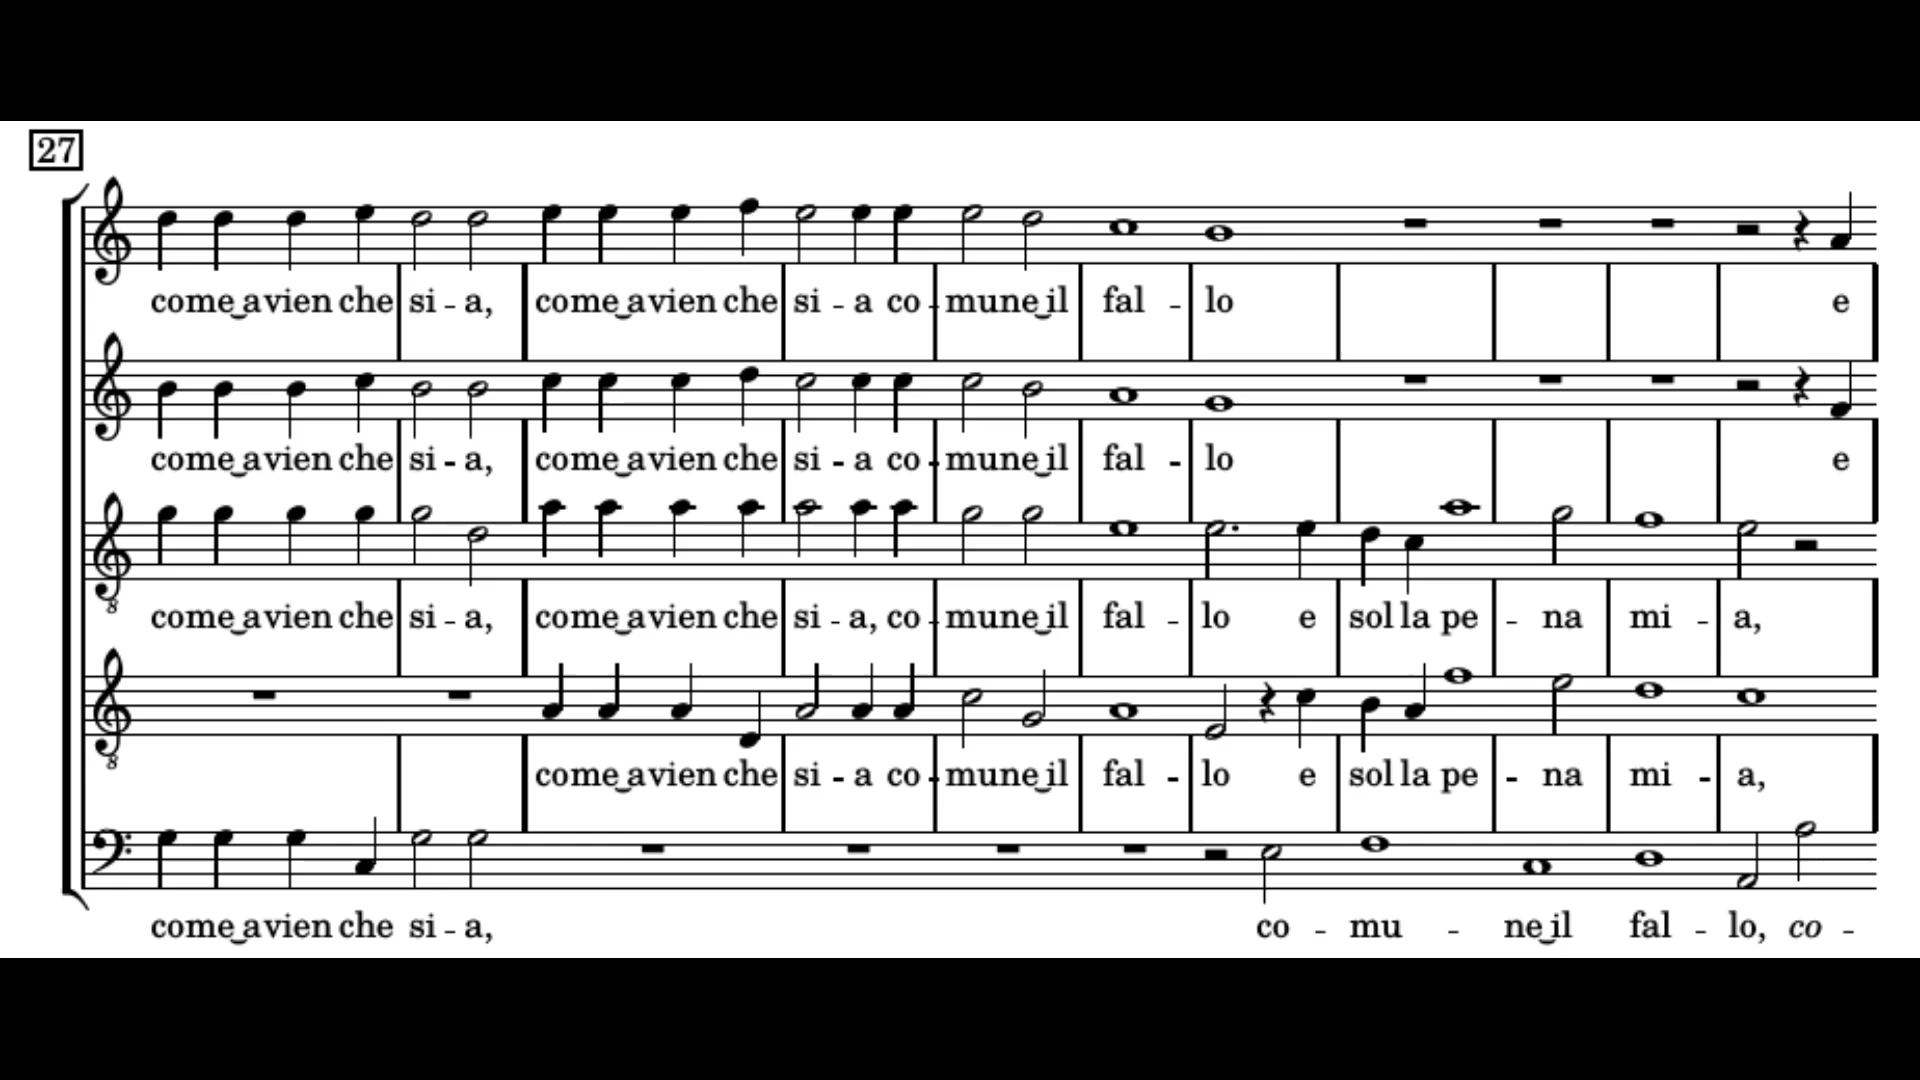 27
come‿avien che si - a, come‿avien che si - a co - mune‿il fal - lo e
come‿avien che si - a, come‿avien che si - a co - mune‿il fal - lo e
8
come‿avien che si - a, come‿avien che si - a, co - mune‿il fal - lo e sol la pe - na mi - a,
8
come‿avien che si - a co - mune‿il fal - lo e sol la pe - na mi - a,
come‿avien che si - a, co - mu - ne‿il fal - lo, co -